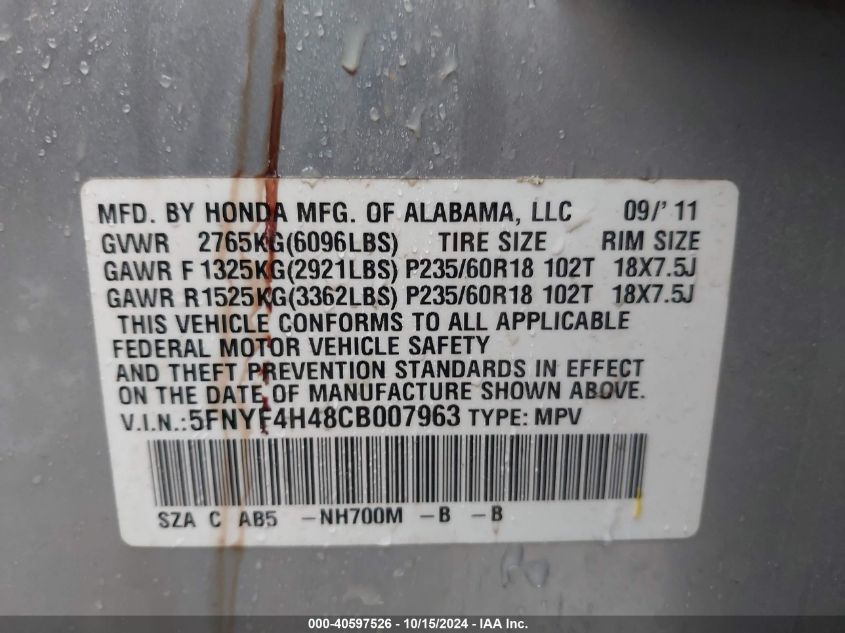 MFD. BY HONDA MFG. OF ALABAMA, LLC 09/'11
GVWR 2765KG(6096LBS) TIRE SIZE RIM SIZE
GAWR F 1325KG(2921LBS) P235/60R18 102T 18X7.5J
GAWR R1525KG(3362LBS) P235/60R18 102T 18X7.5J
THIS VEHICLE CONFORMS TO ALL APPLICABLE
FEDERAL MOTOR VEHICLE SAFETY
AND THEFT PREVENTION STANDARDS IN EFFECT
ON THE DATE OF MANUFACTURE SHOWN ABOVE.
V.I.N.:5FNYF4H48CB007963 TYPE: MPV
SZA C AB5 -NH700M -B -B
000-40597526 - 10/15/2024 - IAA Inc.